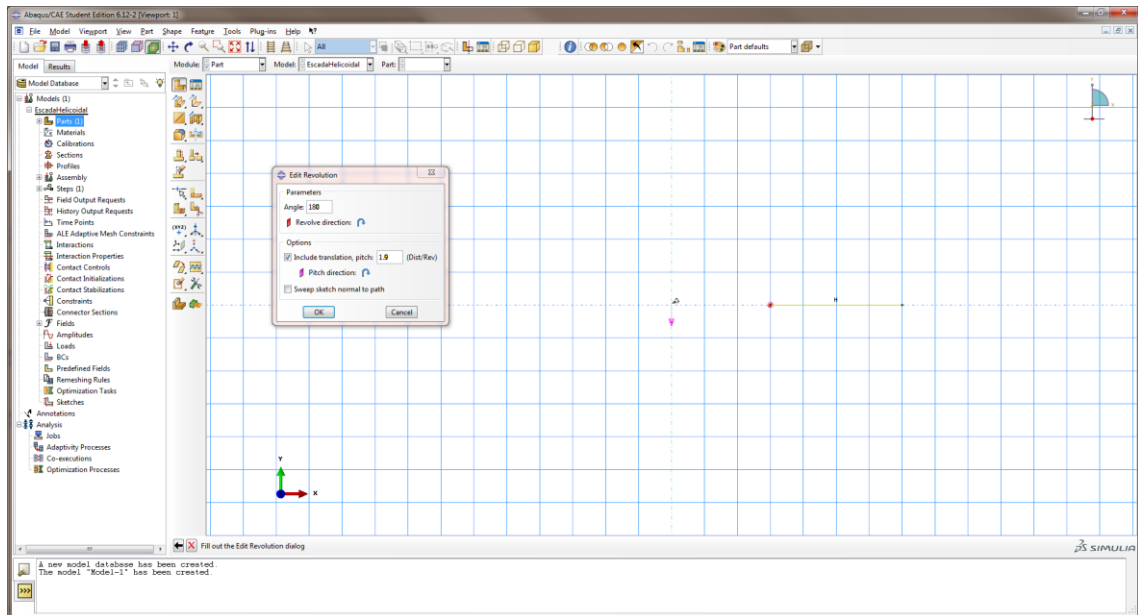 Abaqus/CAE Student Edition 6.12-2 [Viewport: 1]
File Model Viewport View Part Shape Feature Tools Plug-ins Help
All Part defaults
Model Results Module: Part Model: EscadaHelicoidal Part:
Model Database
Models (1)
EscadaHelicoidal
Parts (1)
Materials
Calibrations
Sections
Profiles
Assembly
Steps (1)
Field Output Requests
History Output Requests
Time Points
ALE Adaptive Mesh Constraints
Interactions
Interaction Properties
Contact Controls
Contact Initializations
Contact Stabilizations
Constraints
Connector Sections
Fields
Amplitudes
Loads
BCs
Predefined Fields
Remeshing Rules
Optimization Tasks
Sketches
Annotations
Analysis
Jobs
Adaptivity Processes
Co-executions
Optimization Processes
(XYZ)
Edit Revolution
Parameters
Angle: 180
Revolve direction:
Options
Include translation, pitch: 1.9 (Dist/Rev)
Pitch direction:
Sweep sketch normal to path
OK Cancel
H
Y
X
Fill out the Edit Revolution dialog
SIMULIA
A new model database has been created.
The model "Model-1" has been created.
>>>